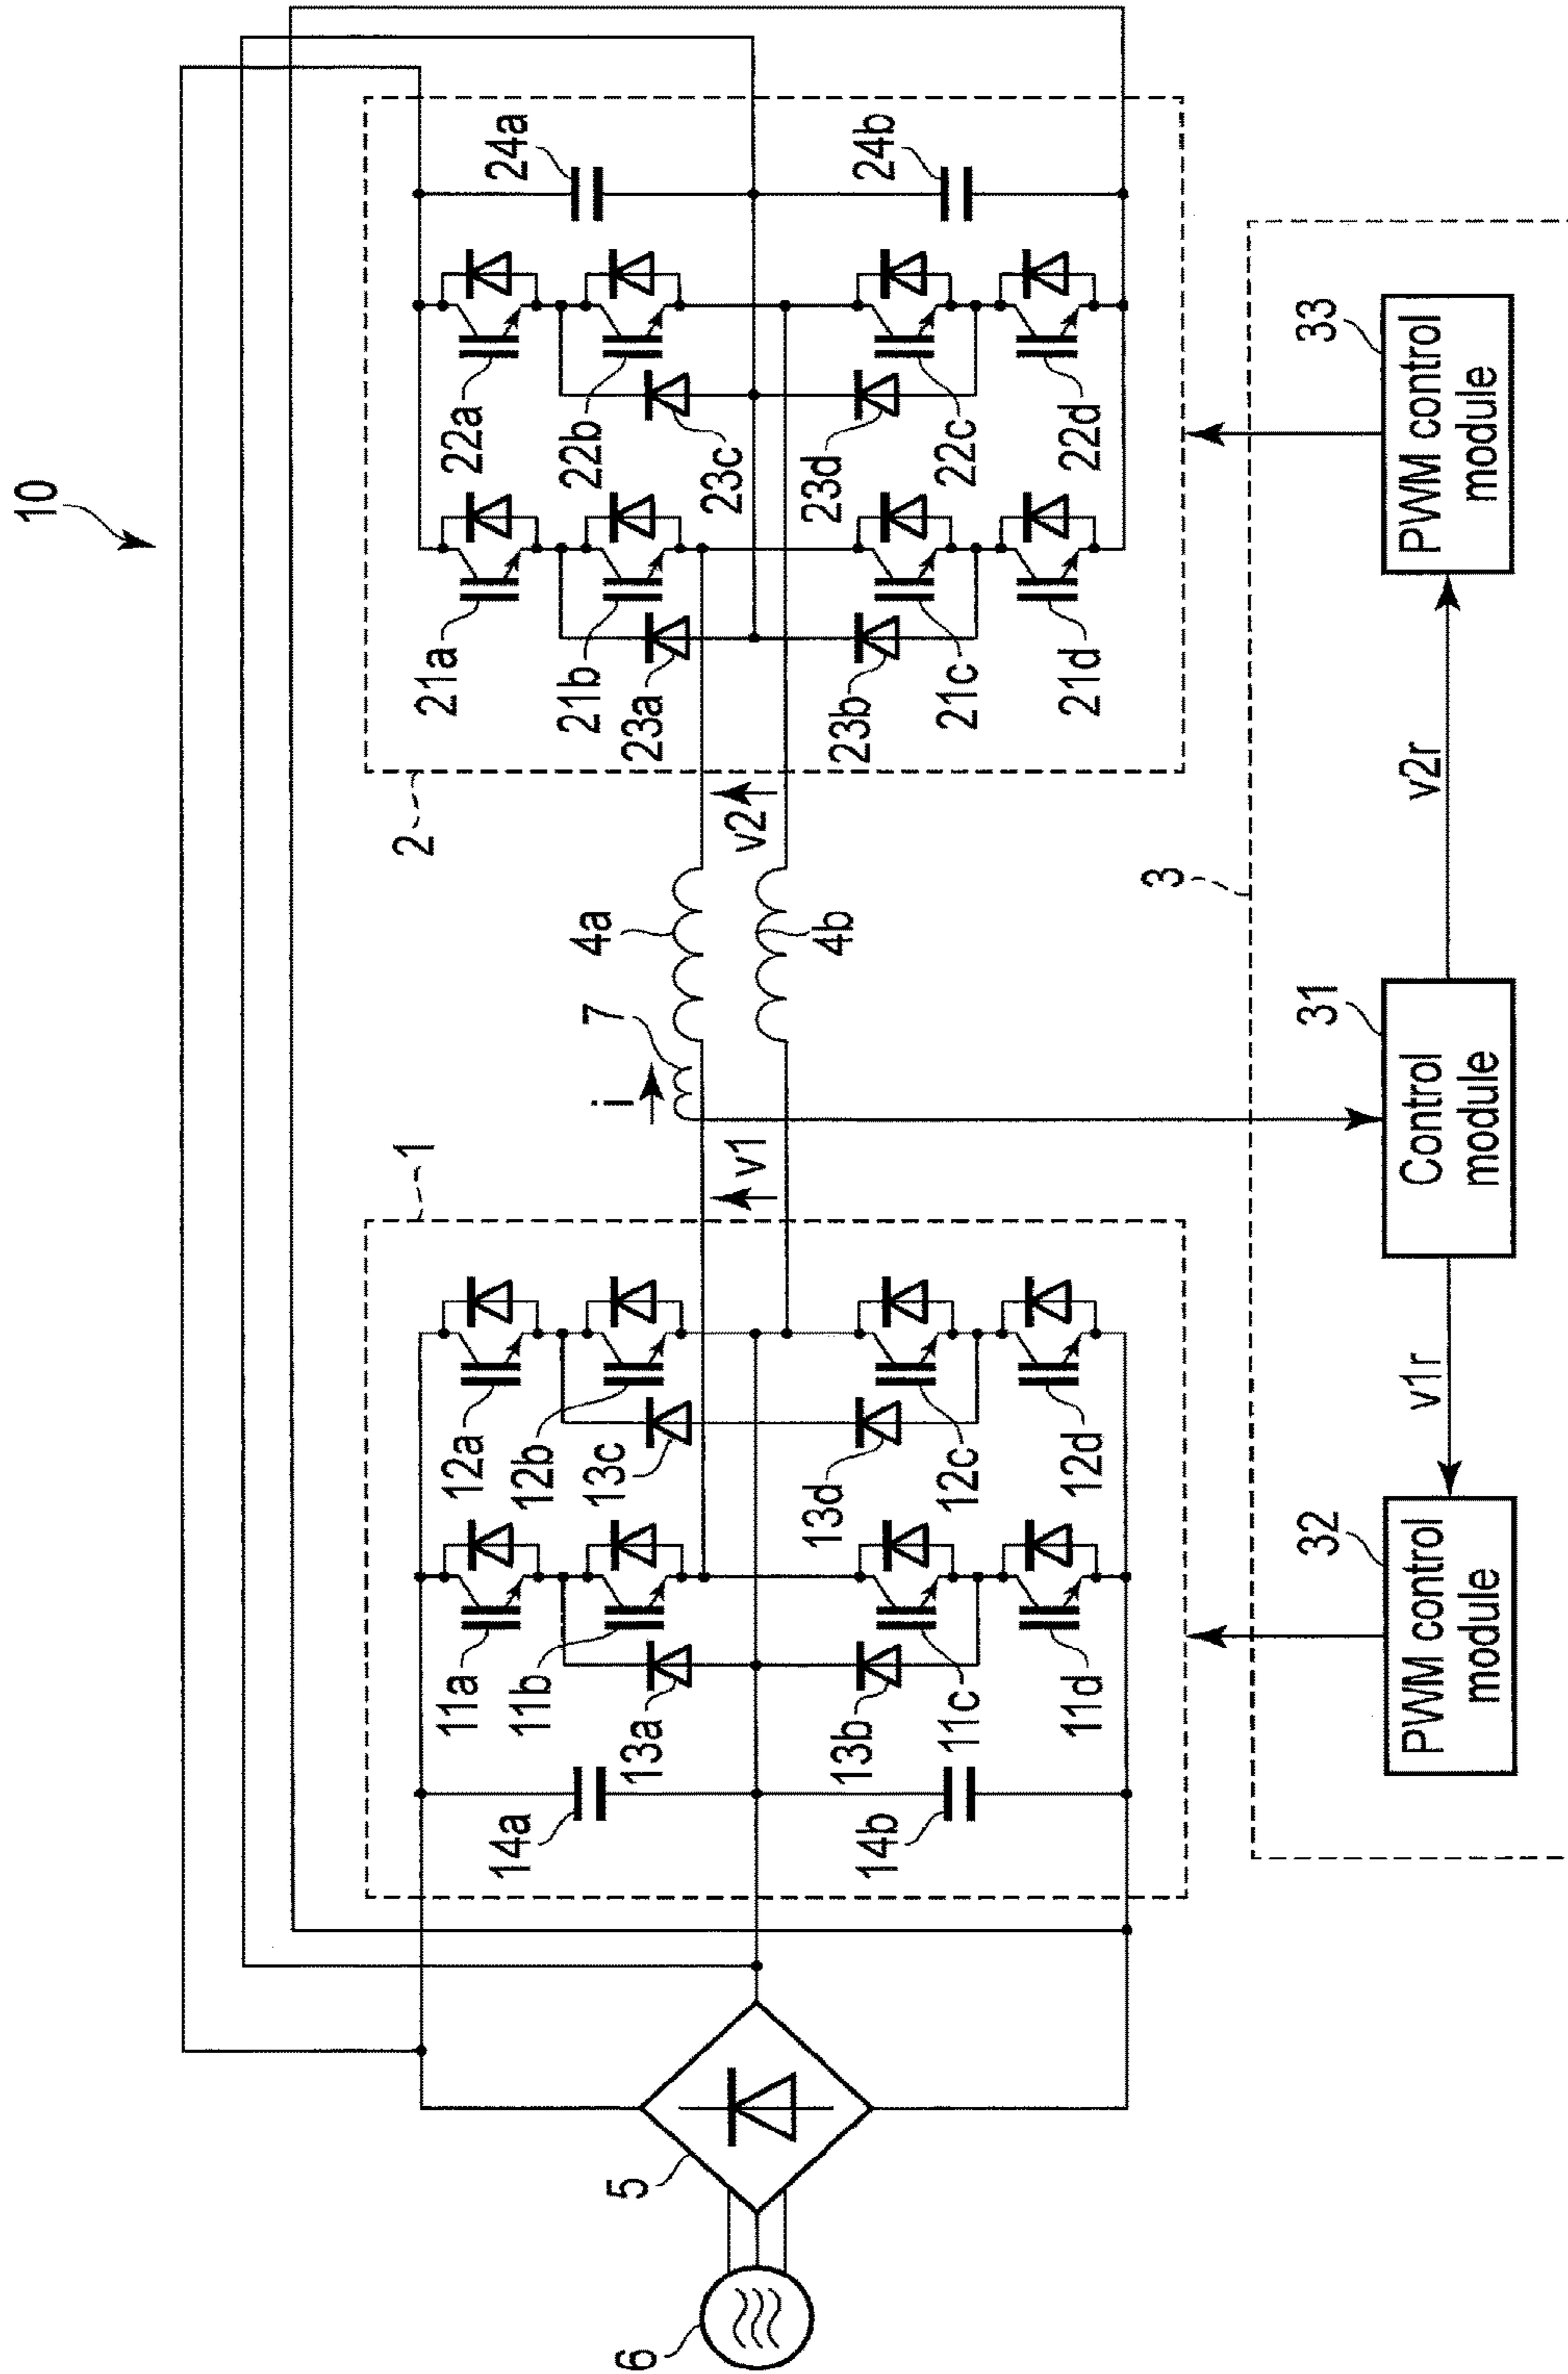 10
2
1
21a
22a
24a
21b
22b
23a
23c
23b
23d
24b
21c
22c
21d
22d
4a
4b
7
i
v1
v2
11a
12a
11b
12b
13a
13c
14a
13b
13d
14b
11c
12c
11d
12d
5
6
3
32
PWM control
module
v1r
31
Control
module
v2r
33
PWM control
module